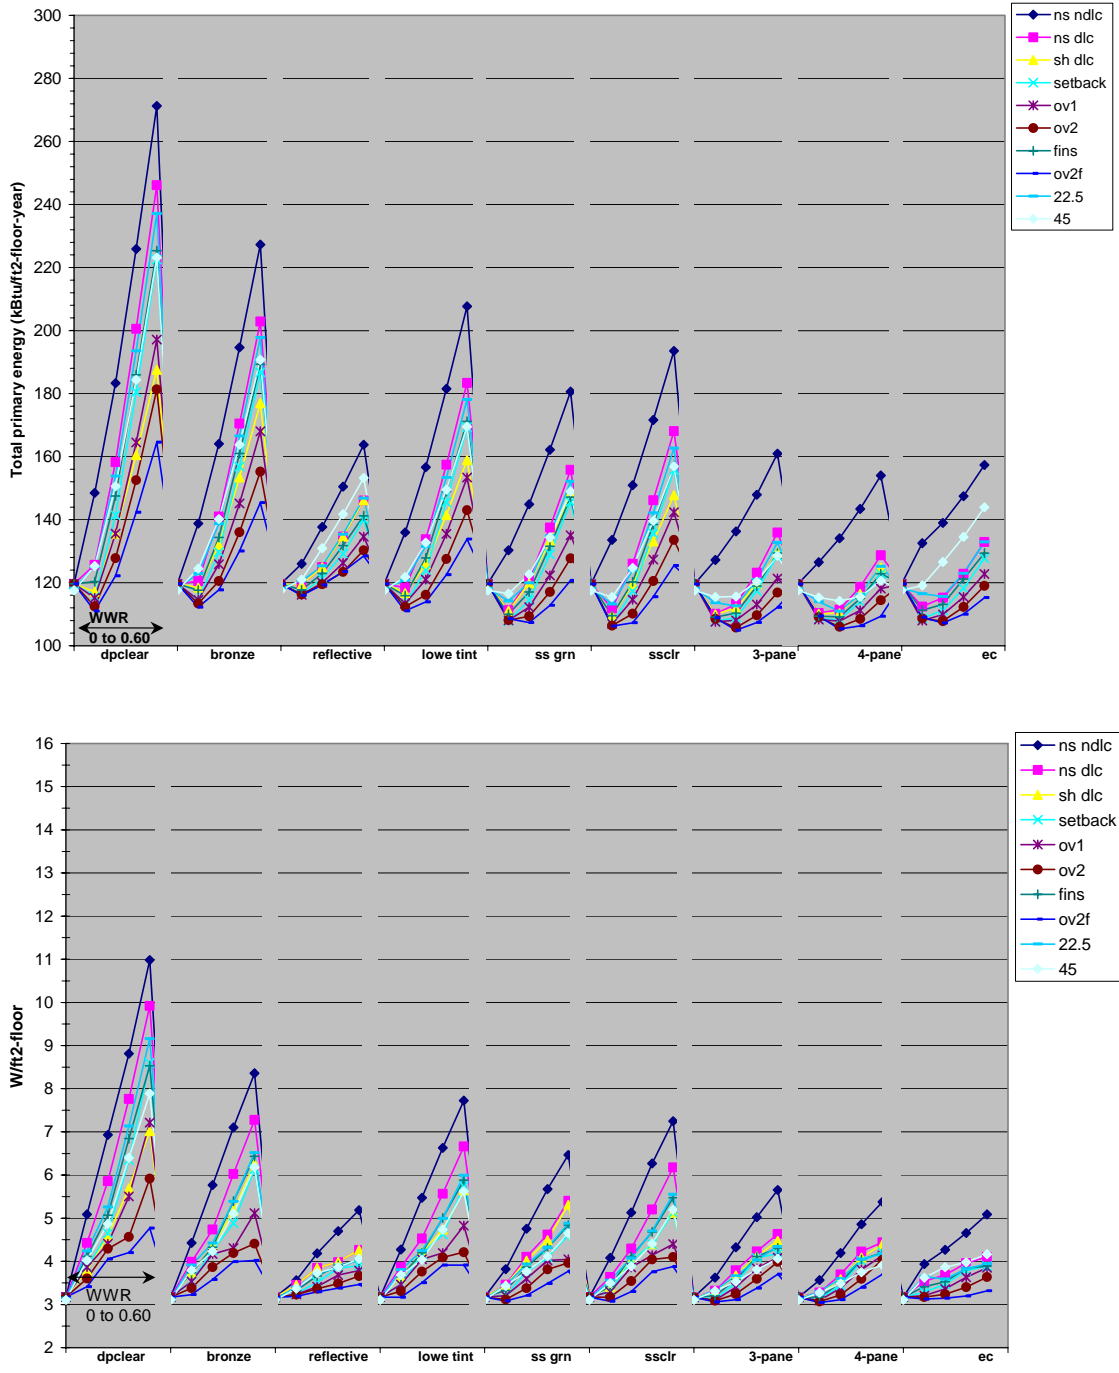 Total primary energy (kBtu/ft2-floor-year)
300
280
260
240
220
200
180
160
140
120
100
WWR
0 to 0.60
dpclear bronze reflective lowe tint ss grn ssclr 3-pane 4-pane ec
ns ndlc
ns dlc
sh dlc
setback
ov1
ov2
fins
ov2f
22.5
45
W/ft2-floor
16
15
14
13
12
11
10
9
8
7
6
5
4
3
2
WWR
0 to 0.60
dpclear bronze reflective lowe tint ss grn ssclr 3-pane 4-pane ec
ns ndlc
ns dlc
sh dlc
setback
ov1
ov2
fins
ov2f
22.5
45